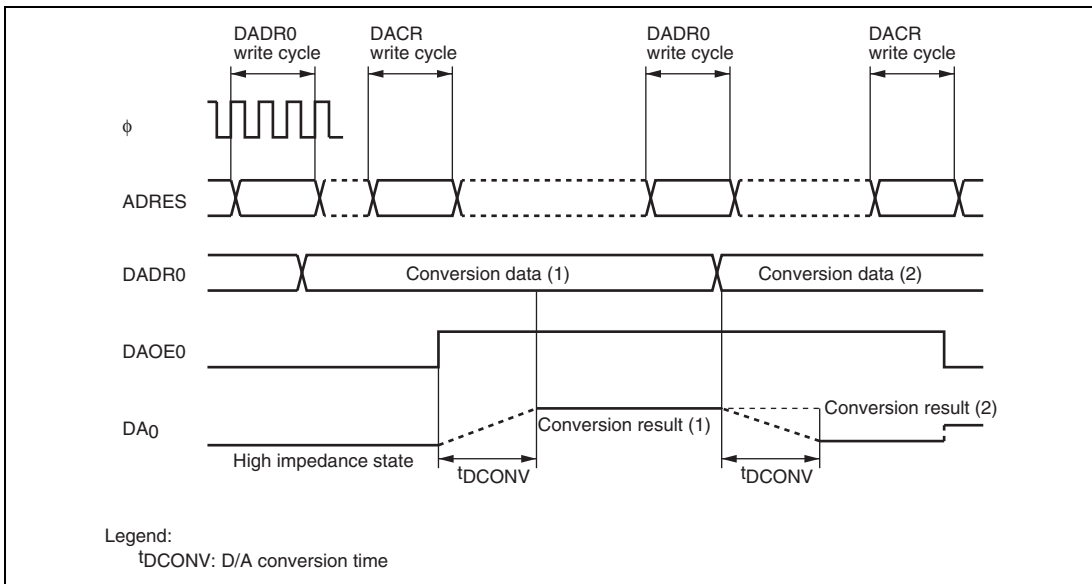 DADR0
write cycle
DACR
write cycle
DADR0
write cycle
DACR
write cycle
ϕ
ADRES
DADR0
Conversion data (1)
Conversion data (2)
DAOE0
DA0
Conversion result (1)
Conversion result (2)
High impedance state
tDCONV
tDCONV
Legend:
tDCONV: D/A conversion time